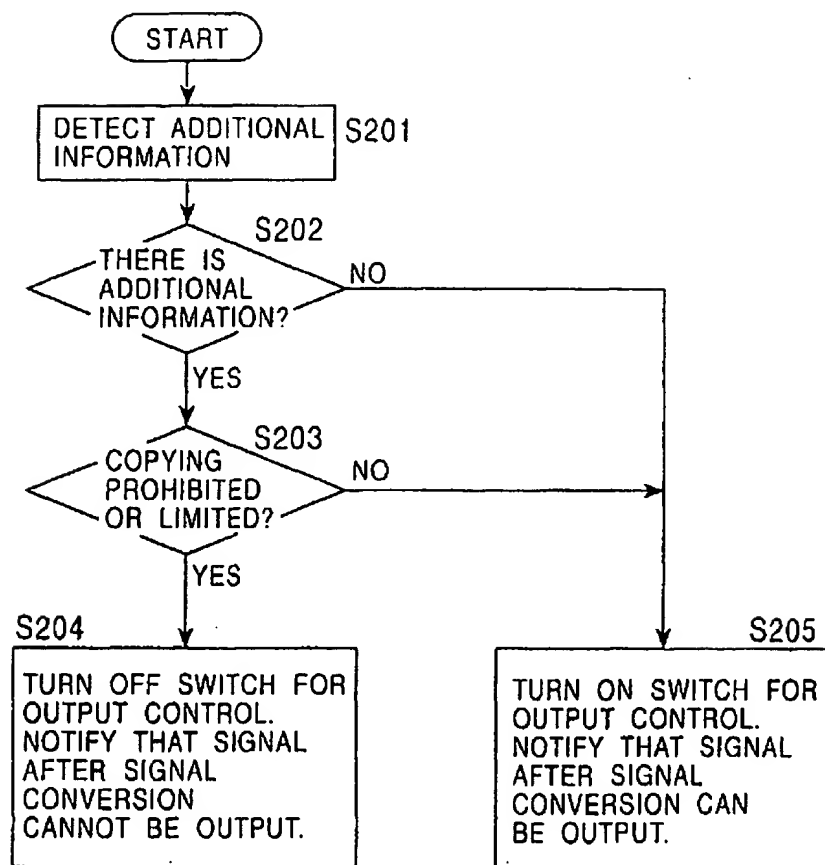 START
DETECT ADDITIONAL
INFORMATION
S201
S202
THERE IS
ADDITIONAL
INFORMATION?
NO
YES
S203
COPYING
PROHIBITED
OR LIMITED?
NO
YES
S204
TURN OFF SWITCH FOR
OUTPUT CONTROL.
NOTIFY THAT SIGNAL
AFTER SIGNAL
CONVERSION
CANNOT BE OUTPUT.
S205
TURN ON SWITCH FOR
OUTPUT CONTROL.
NOTIFY THAT SIGNAL
AFTER SIGNAL
CONVERSION CAN
BE OUTPUT.